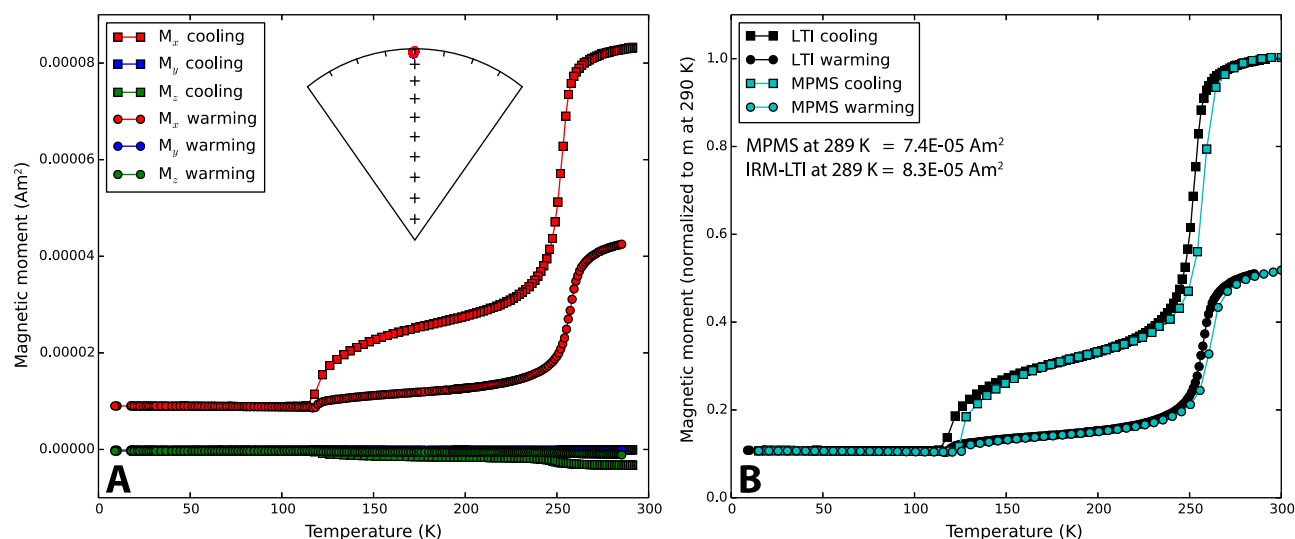 M_x cooling
M_y cooling
M_z cooling
M_x warming
M_y warming
M_z warming
0.00008
0.00006
0.00004
0.00002
0.00000
Magnetic moment (Am²)
A
0 50 100 150 200 250 300
Temperature (K)
LTI cooling
LTI warming
MPMS cooling
MPMS warming
MPMS at 289 K = 7.4E-05 Am²
IRM-LTI at 289 K = 8.3E-05 Am²
1.0
0.8
0.6
0.4
0.2
0.0
Magnetic moment (normalized to m at 290 K)
B
0 50 100 150 200 250 300
Temperature (K)